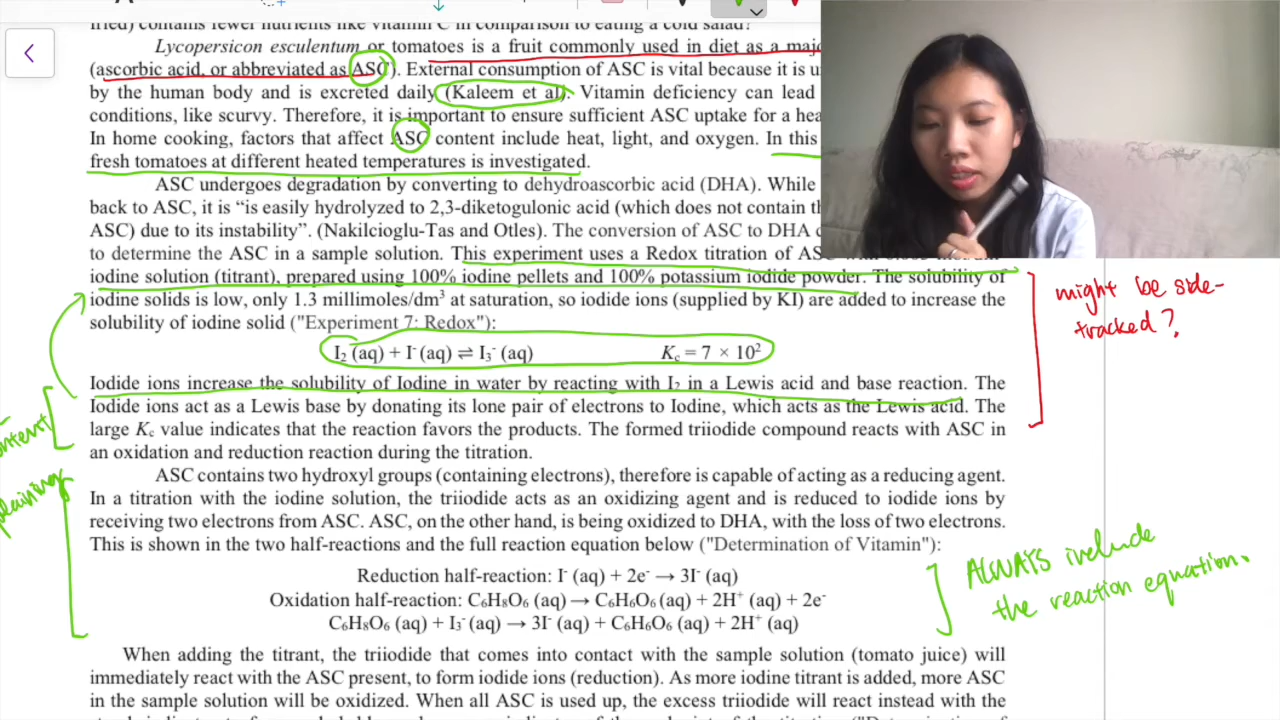 fried) contains fewer nutrients like vitamin C in comparison to eating a cold salad?
Lycopersicon esculentum or tomatoes is a fruit commonly used in diet as a
(ascorbic acid, or abbreviated as ASC). External consumption of ASC is vital because it is
by the human body and is excreted daily (Kaleem et al). Vitamin deficiency can lead
conditions, like scurvy. Therefore, it is important to ensure sufficient ASC uptake for a
In home cooking, factors that affect ASC content include heat, light, and oxygen. In this
fresh tomatoes at different heated temperatures is investigated.
ASC undergoes degradation by converting to dehydroascorbic acid (DHA). While
back to ASC, it is “is easily hydrolyzed to 2,3-diketogulonic acid (which does not contain
ASC) due to its instability”. (Nakilcioglu-Tas and Otles). The conversion of ASC to DHA
to determine the ASC in a sample solution. This experiment uses a Redox titration of
iodine solution (titrant), prepared using 100% iodine pellets and 100% potassium iodide powder. The solubility of
iodine solids is low, only 1.3 millimoles/dm³ at saturation, so iodide ions (supplied by KI) are added to increase the
solubility of iodine solid ("Experiment 7: Redox"):
I₂ (aq) + I⁻ (aq) ⇌ I₃⁻ (aq) K꜀ = 7 × 10²
Iodide ions increase the solubility of Iodine in water by reacting with I₂ in a Lewis acid and base reaction. The
Iodide ions act as a Lewis base by donating its lone pair of electrons to Iodine, which acts as the Lewis acid. The
large K꜀ value indicates that the reaction favors the products. The formed triiodide compound reacts with ASC in
an oxidation and reduction reaction during the titration.
ASC contains two hydroxyl groups (containing electrons), therefore is capable of acting as a reducing agent.
In a titration with the iodine solution, the triiodide acts as an oxidizing agent and is reduced to iodide ions by
receiving two electrons from ASC. ASC, on the other hand, is being oxidized to DHA, with the loss of two electrons.
This is shown in the two half-reactions and the full reaction equation below ("Determination of Vitamin"):
Reduction half-reaction: I⁻ (aq) + 2e⁻ → 3I⁻ (aq)
Oxidation half-reaction: C₆H₈O₆ (aq) → C₆H₆O₆ (aq) + 2H⁺ (aq) + 2e⁻
C₆H₈O₆ (aq) + I₃⁻ (aq) → 3I⁻ (aq) + C₆H₆O₆ (aq) + 2H⁺ (aq)
When adding the titrant, the triiodide that comes into contact with the sample solution (tomato juice) will
immediately react with the ASC present, to form iodide ions (reduction). As more iodine titrant is added, more ASC
in the sample solution will be oxidized. When all ASC is used up, the excess triiodide will react instead with the
might be side-
tracked?
ALWAYS include
the reaction equation.